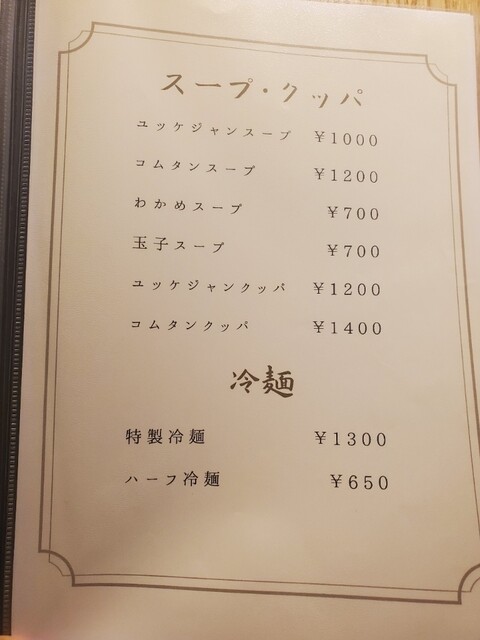 スープ・クッパ
ユッケジャンスープ ￥1000
コムタンスープ ￥1200
わかめスープ ￥700
玉子スープ ￥700
ユッケジャンクッパ ￥1200
コムタンクッパ ￥1400
冷麺
特製冷麺 ￥1300
ハーフ冷麺 ￥650